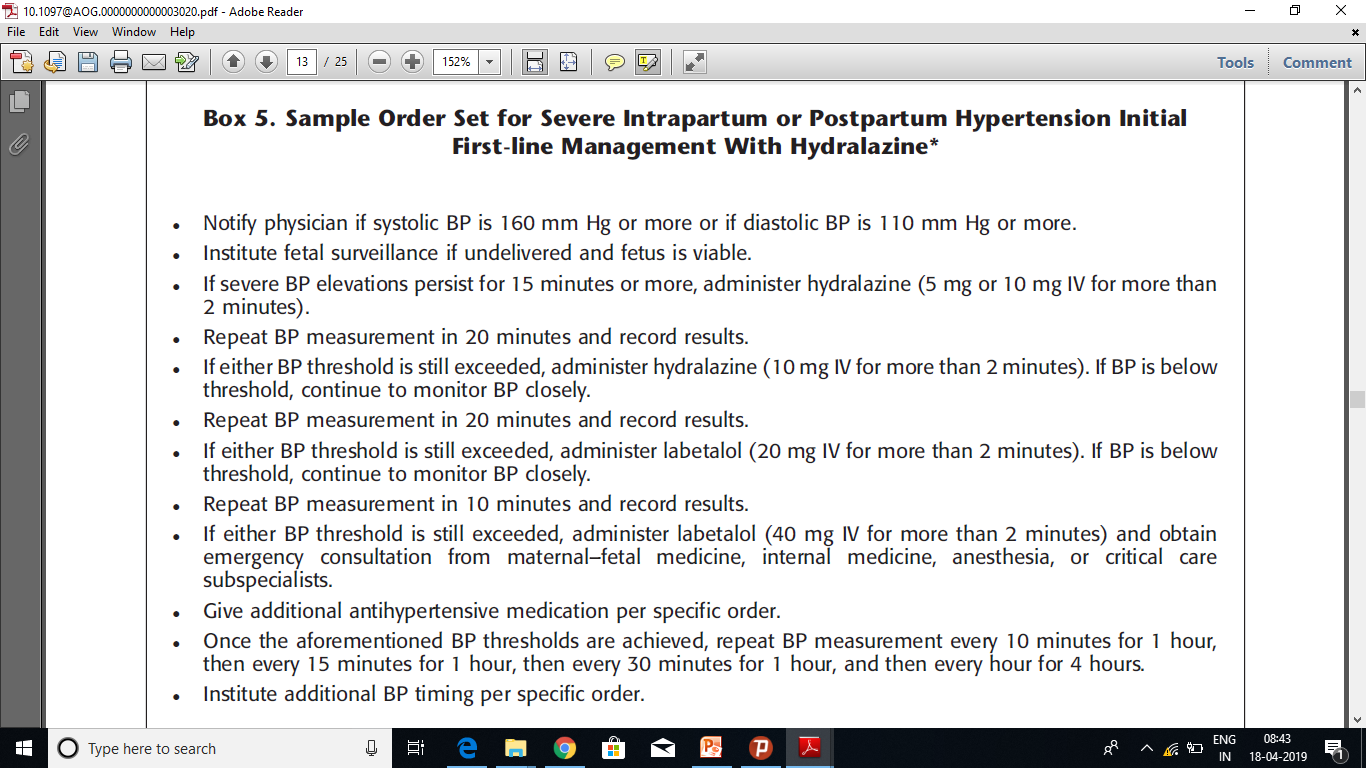 10.1097@AOG.0000000000003020.pdf - Adobe Reader
File Edit View Window Help
13 / 25 152% Tools Comment
Box 5. Sample Order Set for Severe Intrapartum or Postpartum Hypertension Initial
First-line Management With Hydralazine*
• Notify physician if systolic BP is 160 mm Hg or more or if diastolic BP is 110 mm Hg or more.
• Institute fetal surveillance if undelivered and fetus is viable.
• If severe BP elevations persist for 15 minutes or more, administer hydralazine (5 mg or 10 mg IV for more than
2 minutes).
• Repeat BP measurement in 20 minutes and record results.
• If either BP threshold is still exceeded, administer hydralazine (10 mg IV for more than 2 minutes). If BP is below
threshold, continue to monitor BP closely.
• Repeat BP measurement in 20 minutes and record results.
• If either BP threshold is still exceeded, administer labetalol (20 mg IV for more than 2 minutes). If BP is below
threshold, continue to monitor BP closely.
• Repeat BP measurement in 10 minutes and record results.
• If either BP threshold is still exceeded, administer labetalol (40 mg IV for more than 2 minutes) and obtain
emergency consultation from maternal–fetal medicine, internal medicine, anesthesia, or critical care
subspecialists.
• Give additional antihypertensive medication per specific order.
• Once the aforementioned BP thresholds are achieved, repeat BP measurement every 10 minutes for 1 hour,
then every 15 minutes for 1 hour, then every 30 minutes for 1 hour, and then every hour for 4 hours.
• Institute additional BP timing per specific order.
Type here to search
ENG 08:43
IN 18-04-2019 1